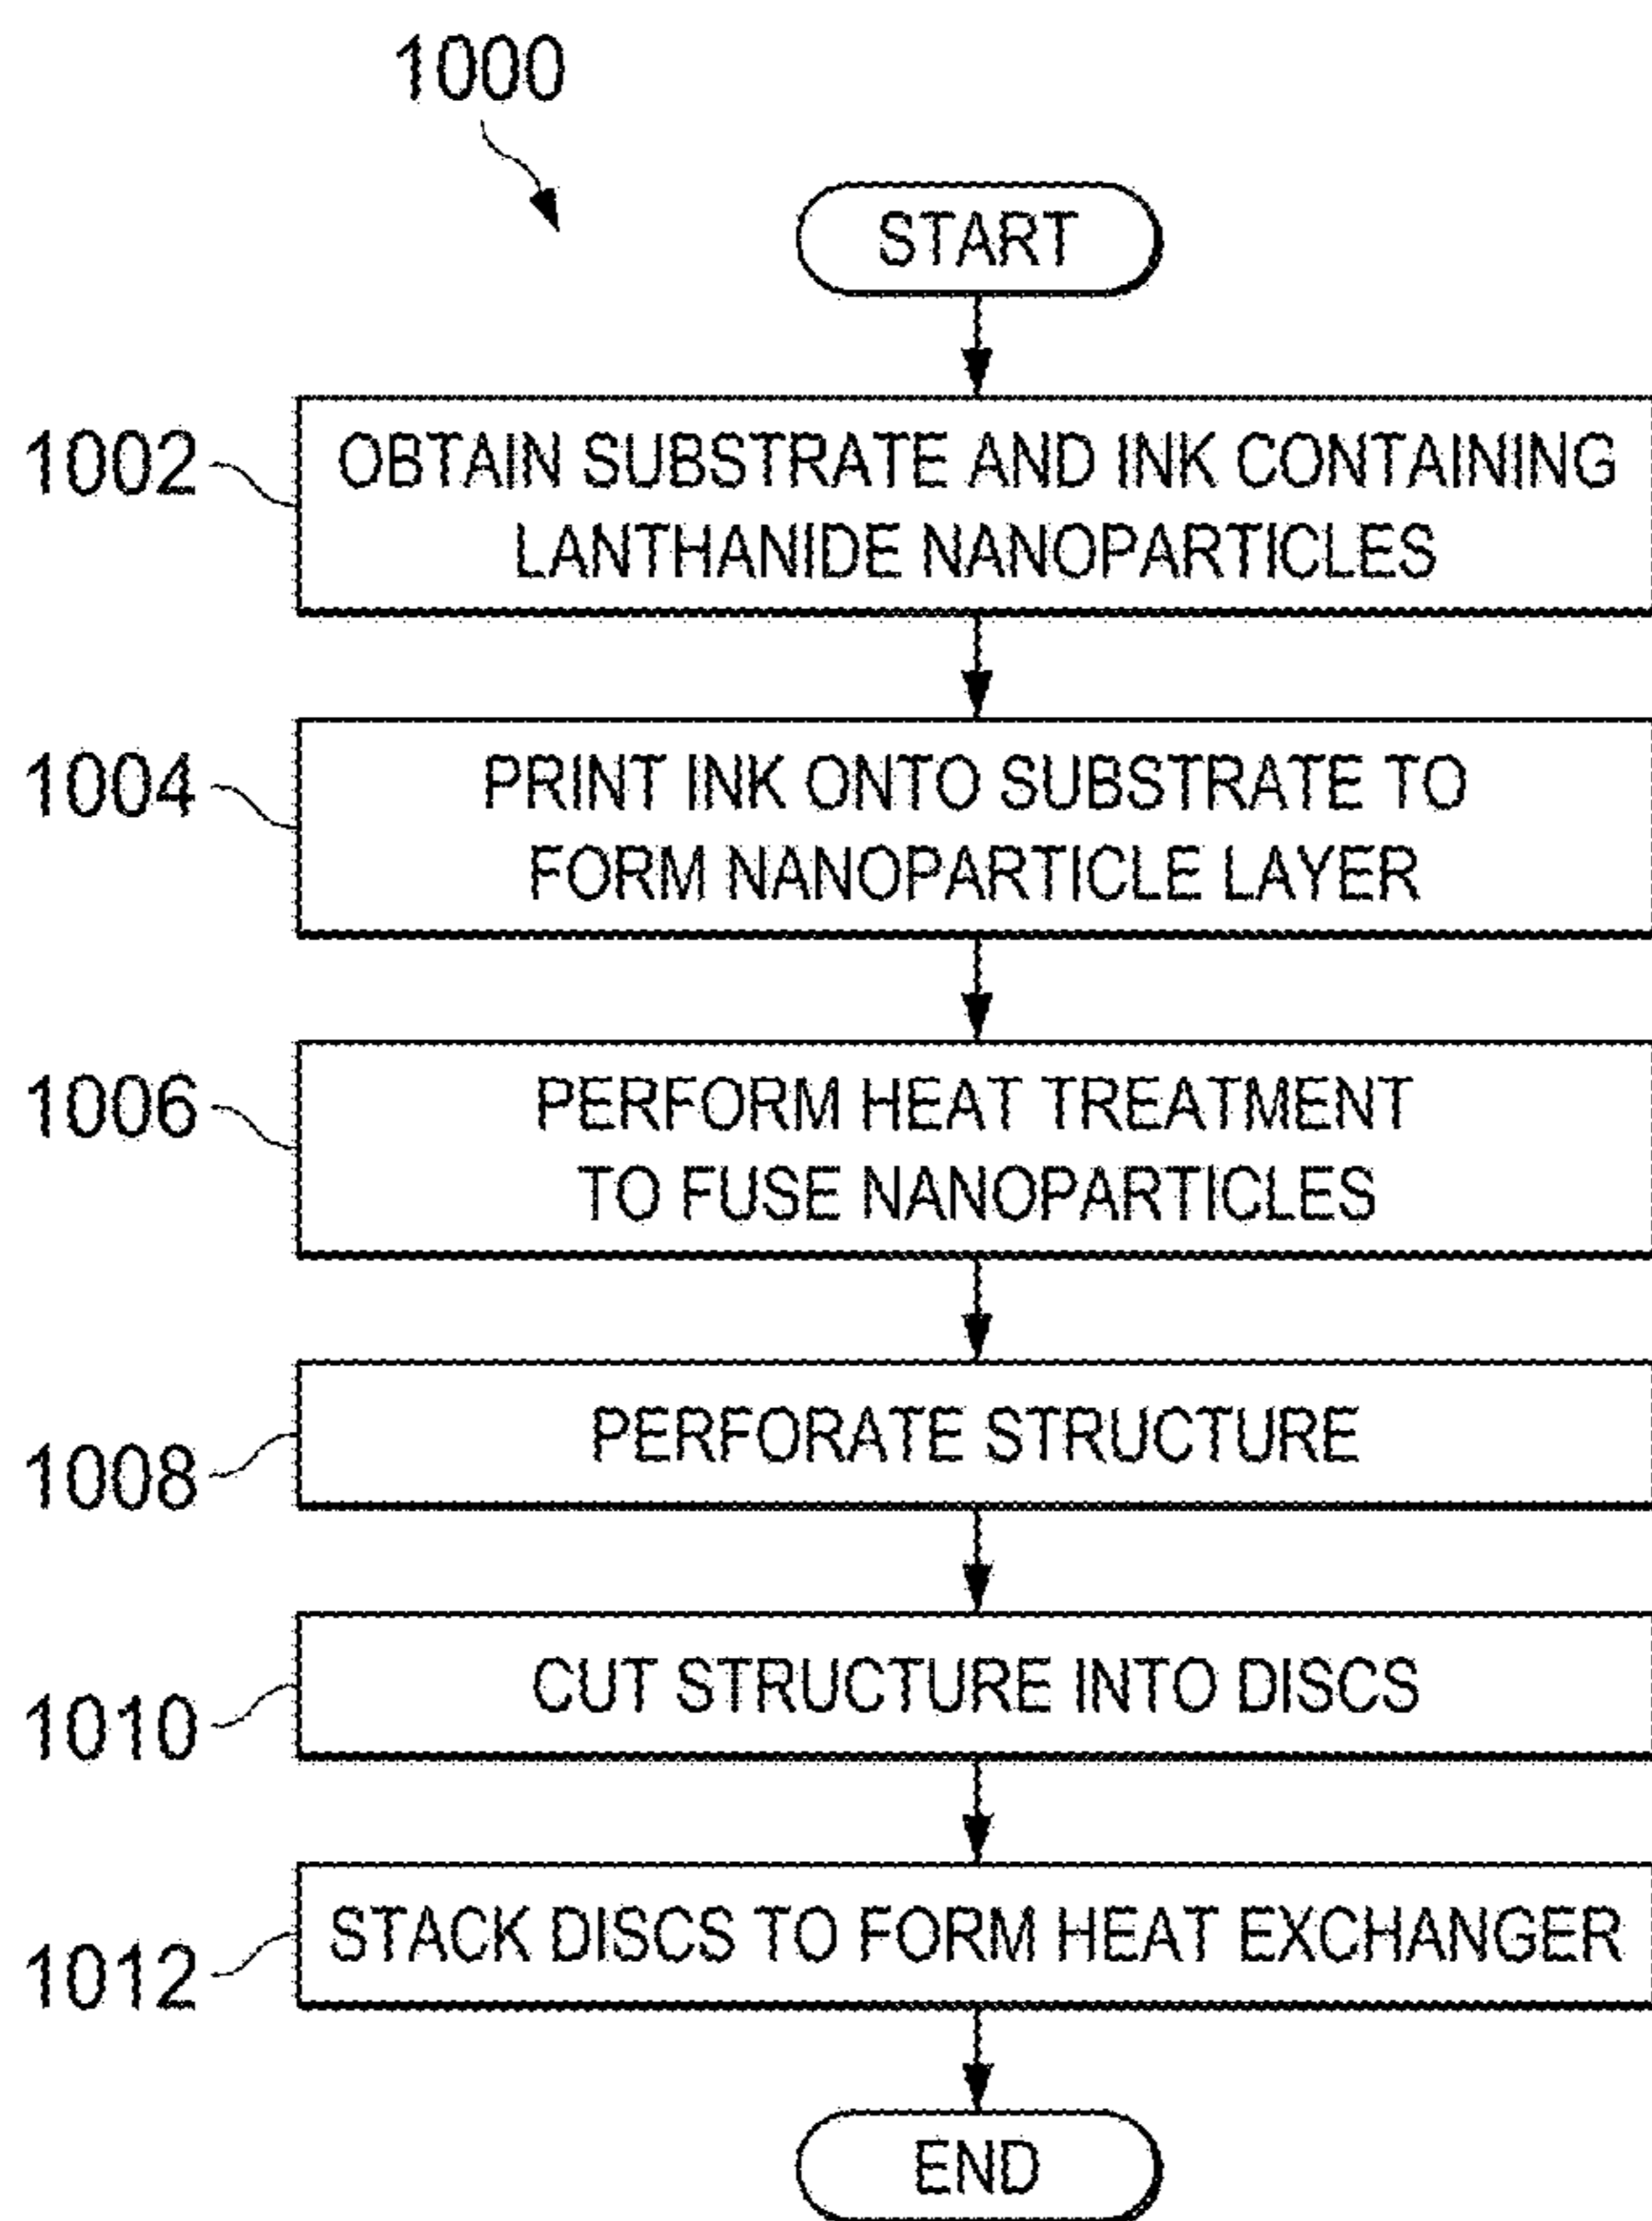 1000
START
1002
OBTAIN SUBSTRATE AND INK CONTAINING
LANTHANIDE NANOPARTICLES
1004
PRINT INK ONTO SUBSTRATE TO
FORM NANOPARTICLE LAYER
1006
PERFORM HEAT TREATMENT
TO FUSE NANOPARTICLES
1008
PERFORATE STRUCTURE
1010
CUT STRUCTURE INTO DISCS
1012
STACK DISCS TO FORM HEAT EXCHANGER
END